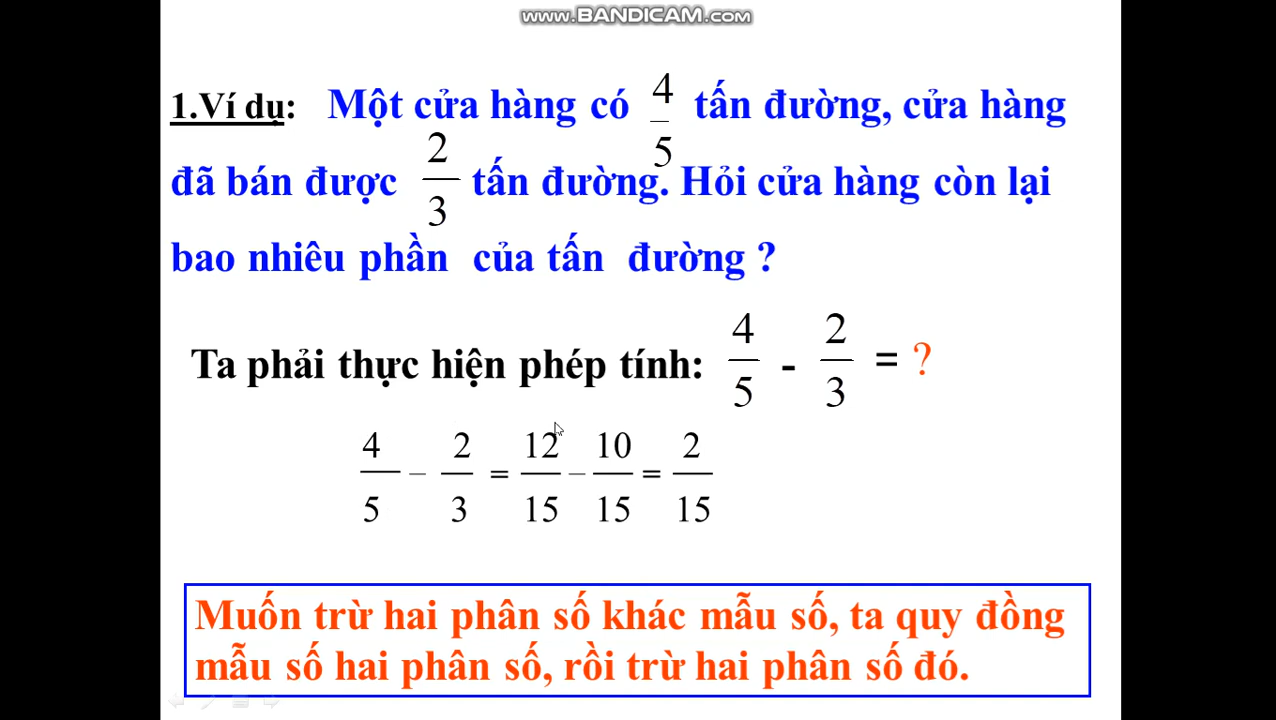 www.BANDICAM.com
1.Ví dụ: Một cửa hàng có 4/5 tấn đường, cửa hàng
đã bán được 2/3 tấn đường. Hỏi cửa hàng còn lại
bao nhiêu phần của tấn đường ?
Ta phải thực hiện phép tính: 4/5 - 2/3 = ?
4/5 – 2/3 = 12/15 – 10/15 = 2/15
Muốn trừ hai phân số khác mẫu số, ta quy đồng
mẫu số hai phân số, rồi trừ hai phân số đó.